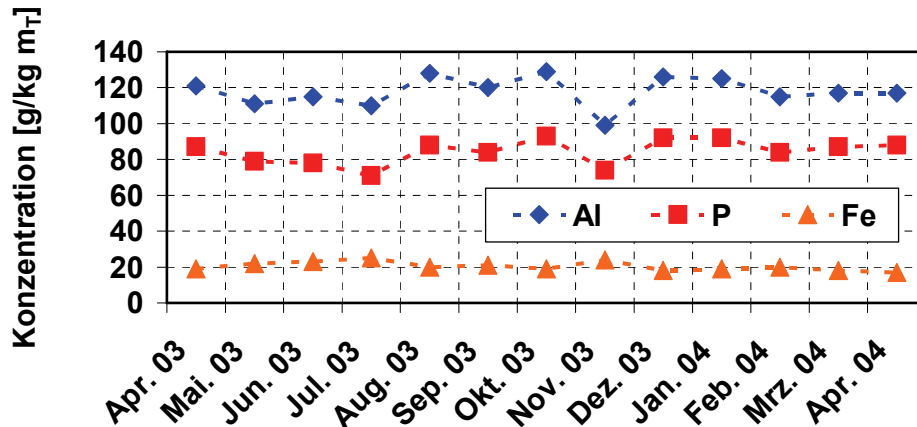 Konzentration [g/kg mT]
140
120
100
80
60
40
20
0
Al
P
Fe
Apr. 03
Mai. 03
Jun. 03
Jul. 03
Aug. 03
Sep. 03
Okt. 03
Nov. 03
Dez. 03
Jan. 04
Feb. 04
Mrz. 04
Apr. 04